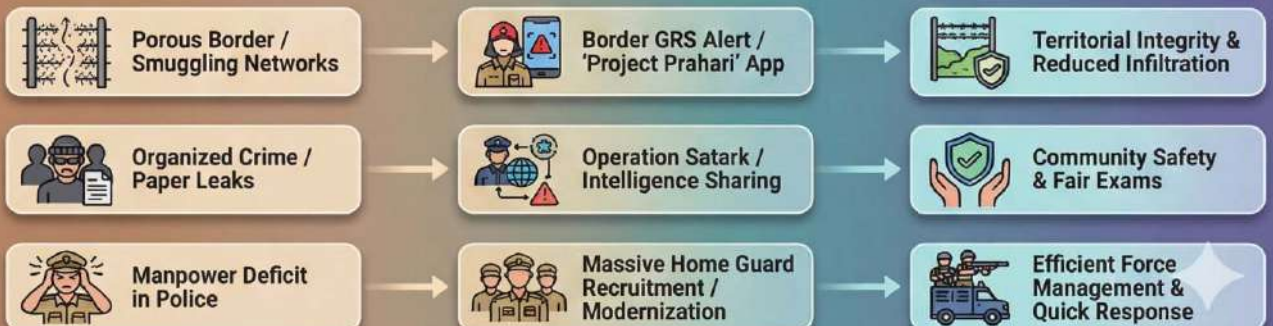 Porous Border /
Smuggling Networks
Border GRS Alert /
'Project Prahari' App
Territorial Integrity &
Reduced Infiltration
Organized Crime /
Paper Leaks
Operation Satark /
Intelligence Sharing
Community Safety
& Fair Exams
Manpower Deficit
in Police
Massive Home Guard
Recruitment /
Modernization
Efficient Force
Management &
Quick Response